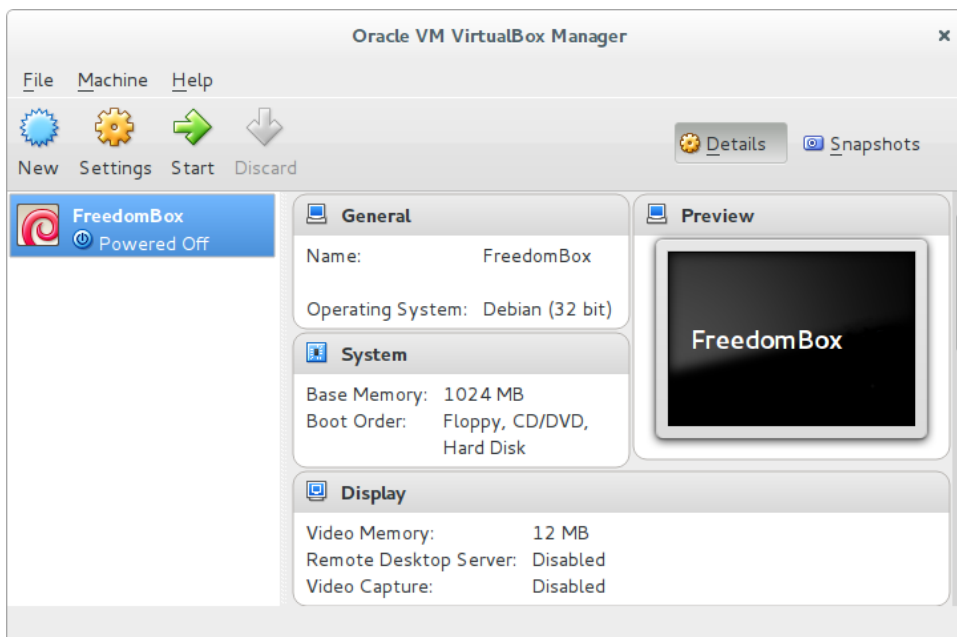 Oracle VM VirtualBox Manager
File Machine Help
New Settings Start Discard
Details Snapshots
FreedomBox
Powered Off
General
Name: FreedomBox
Operating System: Debian (32 bit)
System
Base Memory: 1024 MB
Boot Order: Floppy, CD/DVD,
Hard Disk
Preview
FreedomBox
Display
Video Memory: 12 MB
Remote Desktop Server: Disabled
Video Capture: Disabled